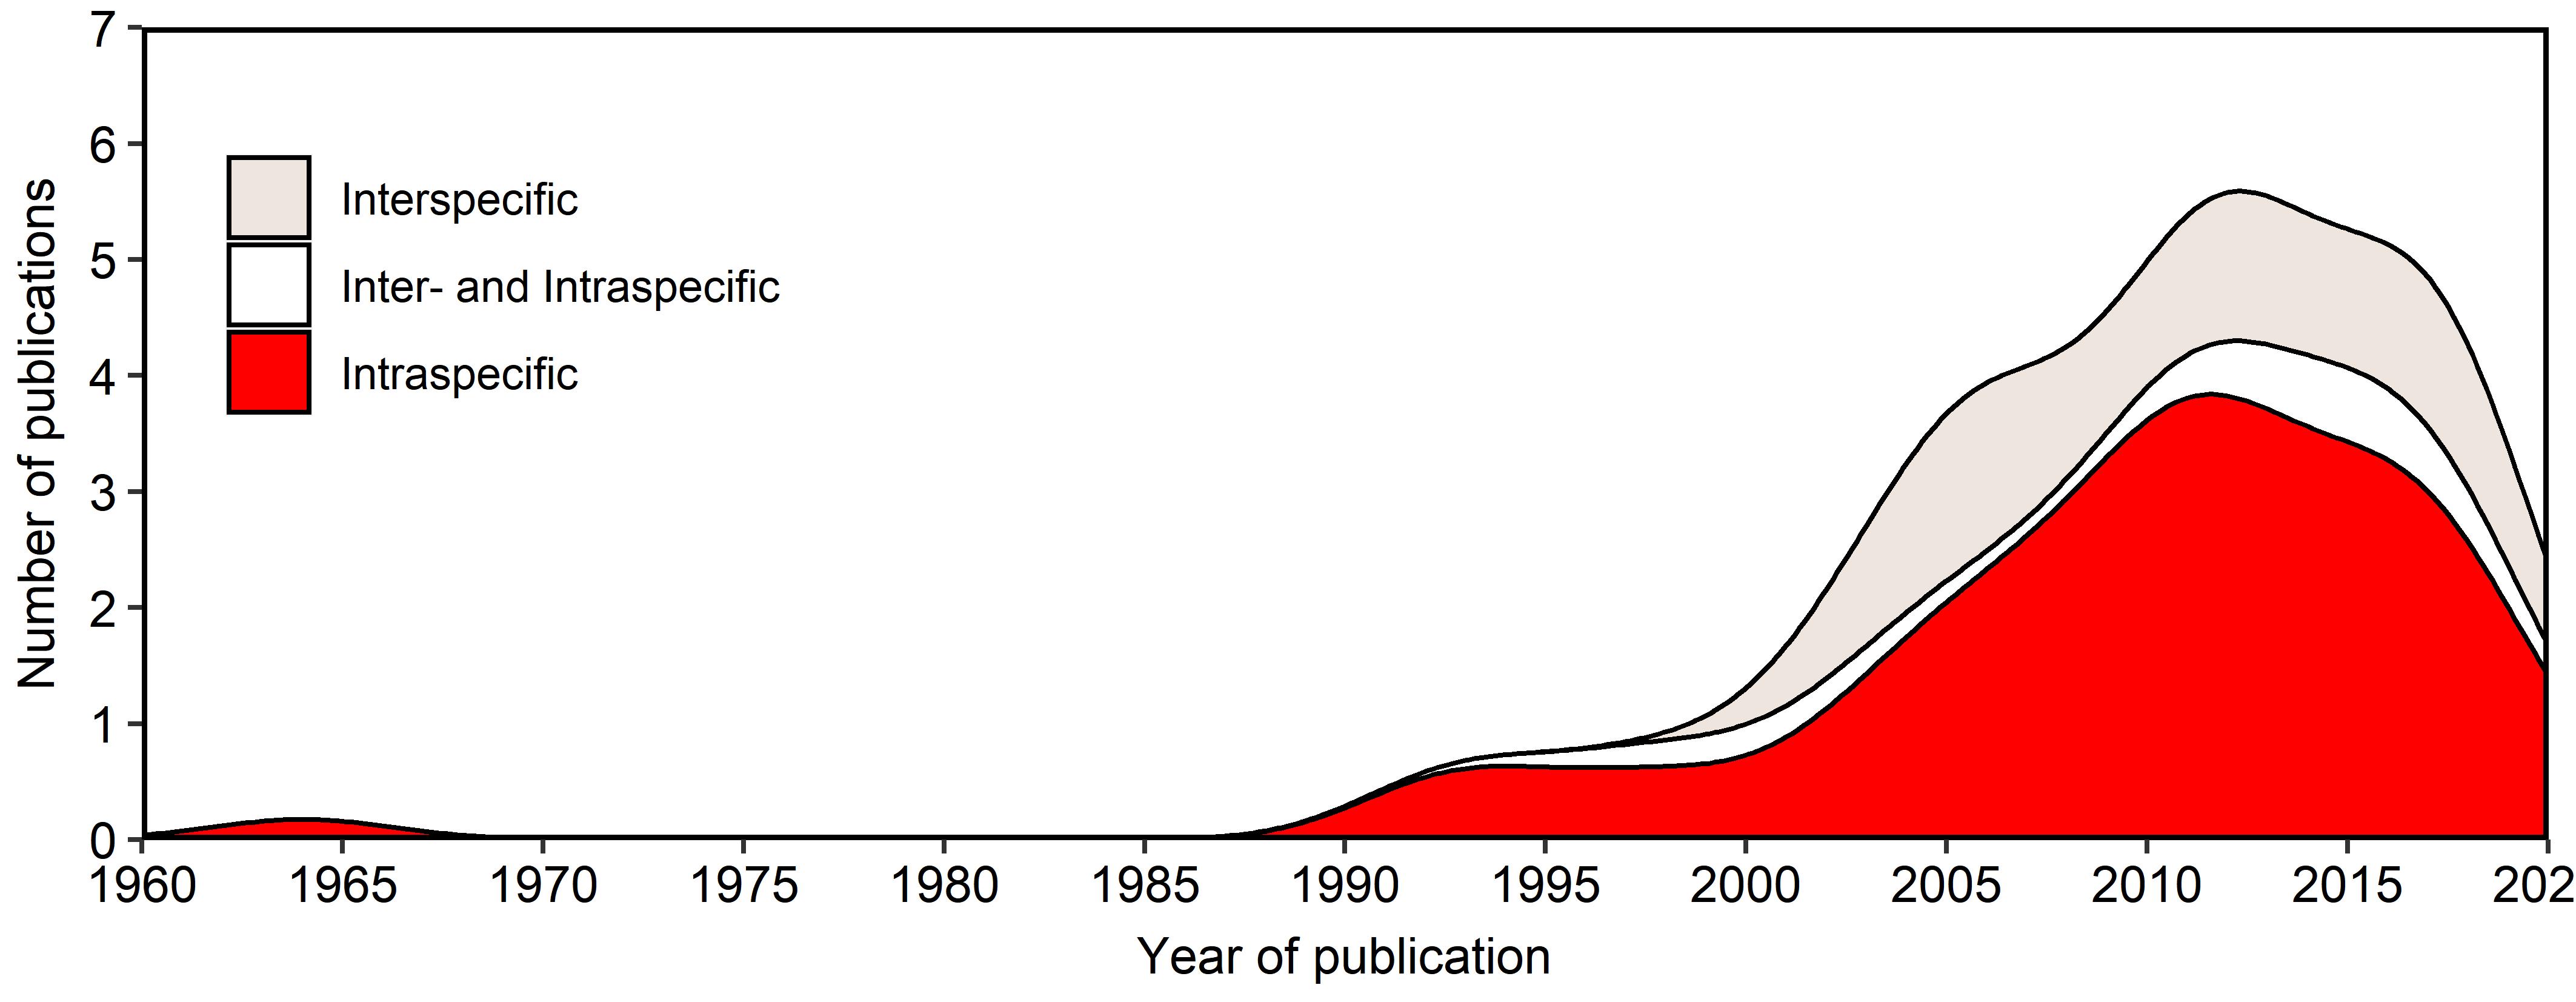 Number of publications
7
6
5
4
3
2
1
0
Interspecific
Inter- and Intraspecific
Intraspecific
1960 1965 1970 1975 1980 1985 1990 1995 2000 2005 2010 2015 202
Year of publication